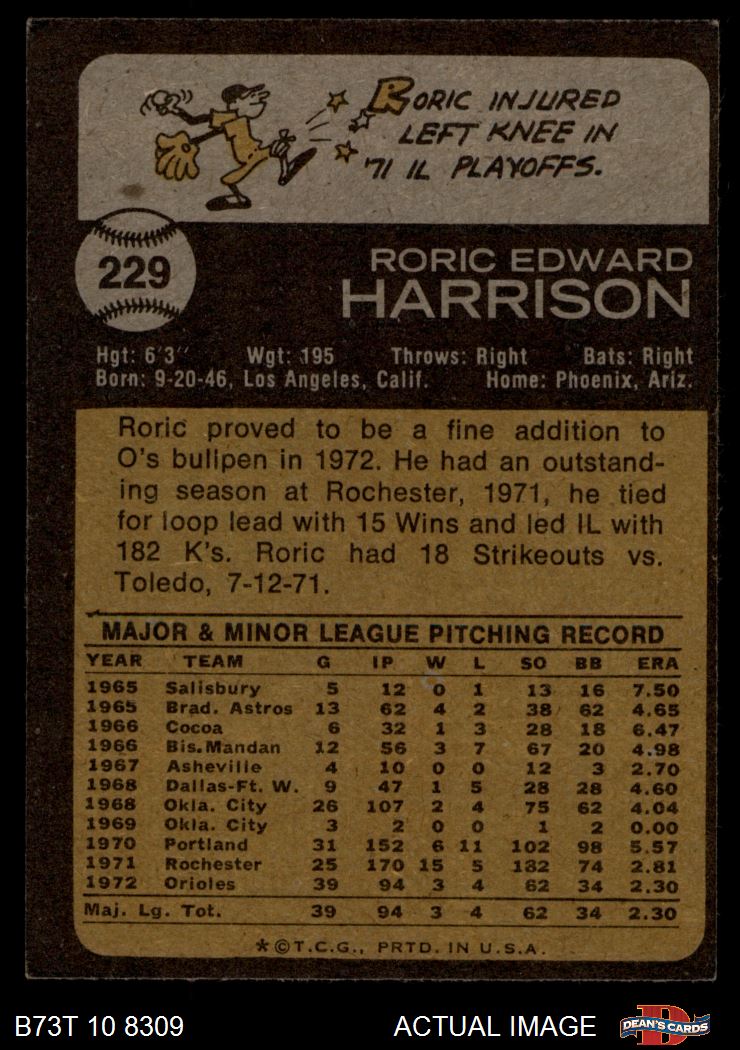 RORIC INJURED
LEFT KNEE IN
'71 IL PLAYOFFS.
229
RORIC EDWARD
HARRISON
Hgt: 6'3" Wgt: 195 Throws: Right Bats: Right
Born: 9-20-46, Los Angeles, Calif. Home: Phoenix, Ariz.
Roric proved to be a fine addition to
O's bullpen in 1972. He had an outstand-
ing season at Rochester, 1971, he tied
for loop lead with 15 Wins and led IL with
182 K's. Roric had 18 Strikeouts vs.
Toledo, 7-12-71.
MAJOR & MINOR LEAGUE PITCHING RECORD
YEAR TEAM G IP W L SO BB ERA
1965 Salisbury 5 12 0 1 13 16 7.50
1965 Brad. Astros 13 62 4 2 38 62 4.65
1966 Cocoa 6 32 1 3 28 18 6.47
1966 Bis.Mandan 12 56 3 7 67 20 4.98
1967 Asheville 4 10 0 0 12 3 2.70
1968 Dallas-Ft. W. 9 47 1 5 28 28 4.60
1968 Okla. City 26 107 2 4 75 62 4.04
1969 Okla. City 3 2 0 0 1 2 0.00
1970 Portland 31 152 6 11 102 98 5.57
1971 Rochester 25 170 15 5 182 74 2.81
1972 Orioles 39 94 3 4 62 34 2.30
Maj. Lg. Tot. 39 94 3 4 62 34 2.30
*©T.C.G., PRTD. IN U.S.A.
B73T 10 8309 ACTUAL IMAGE D DEAN'S CARDS